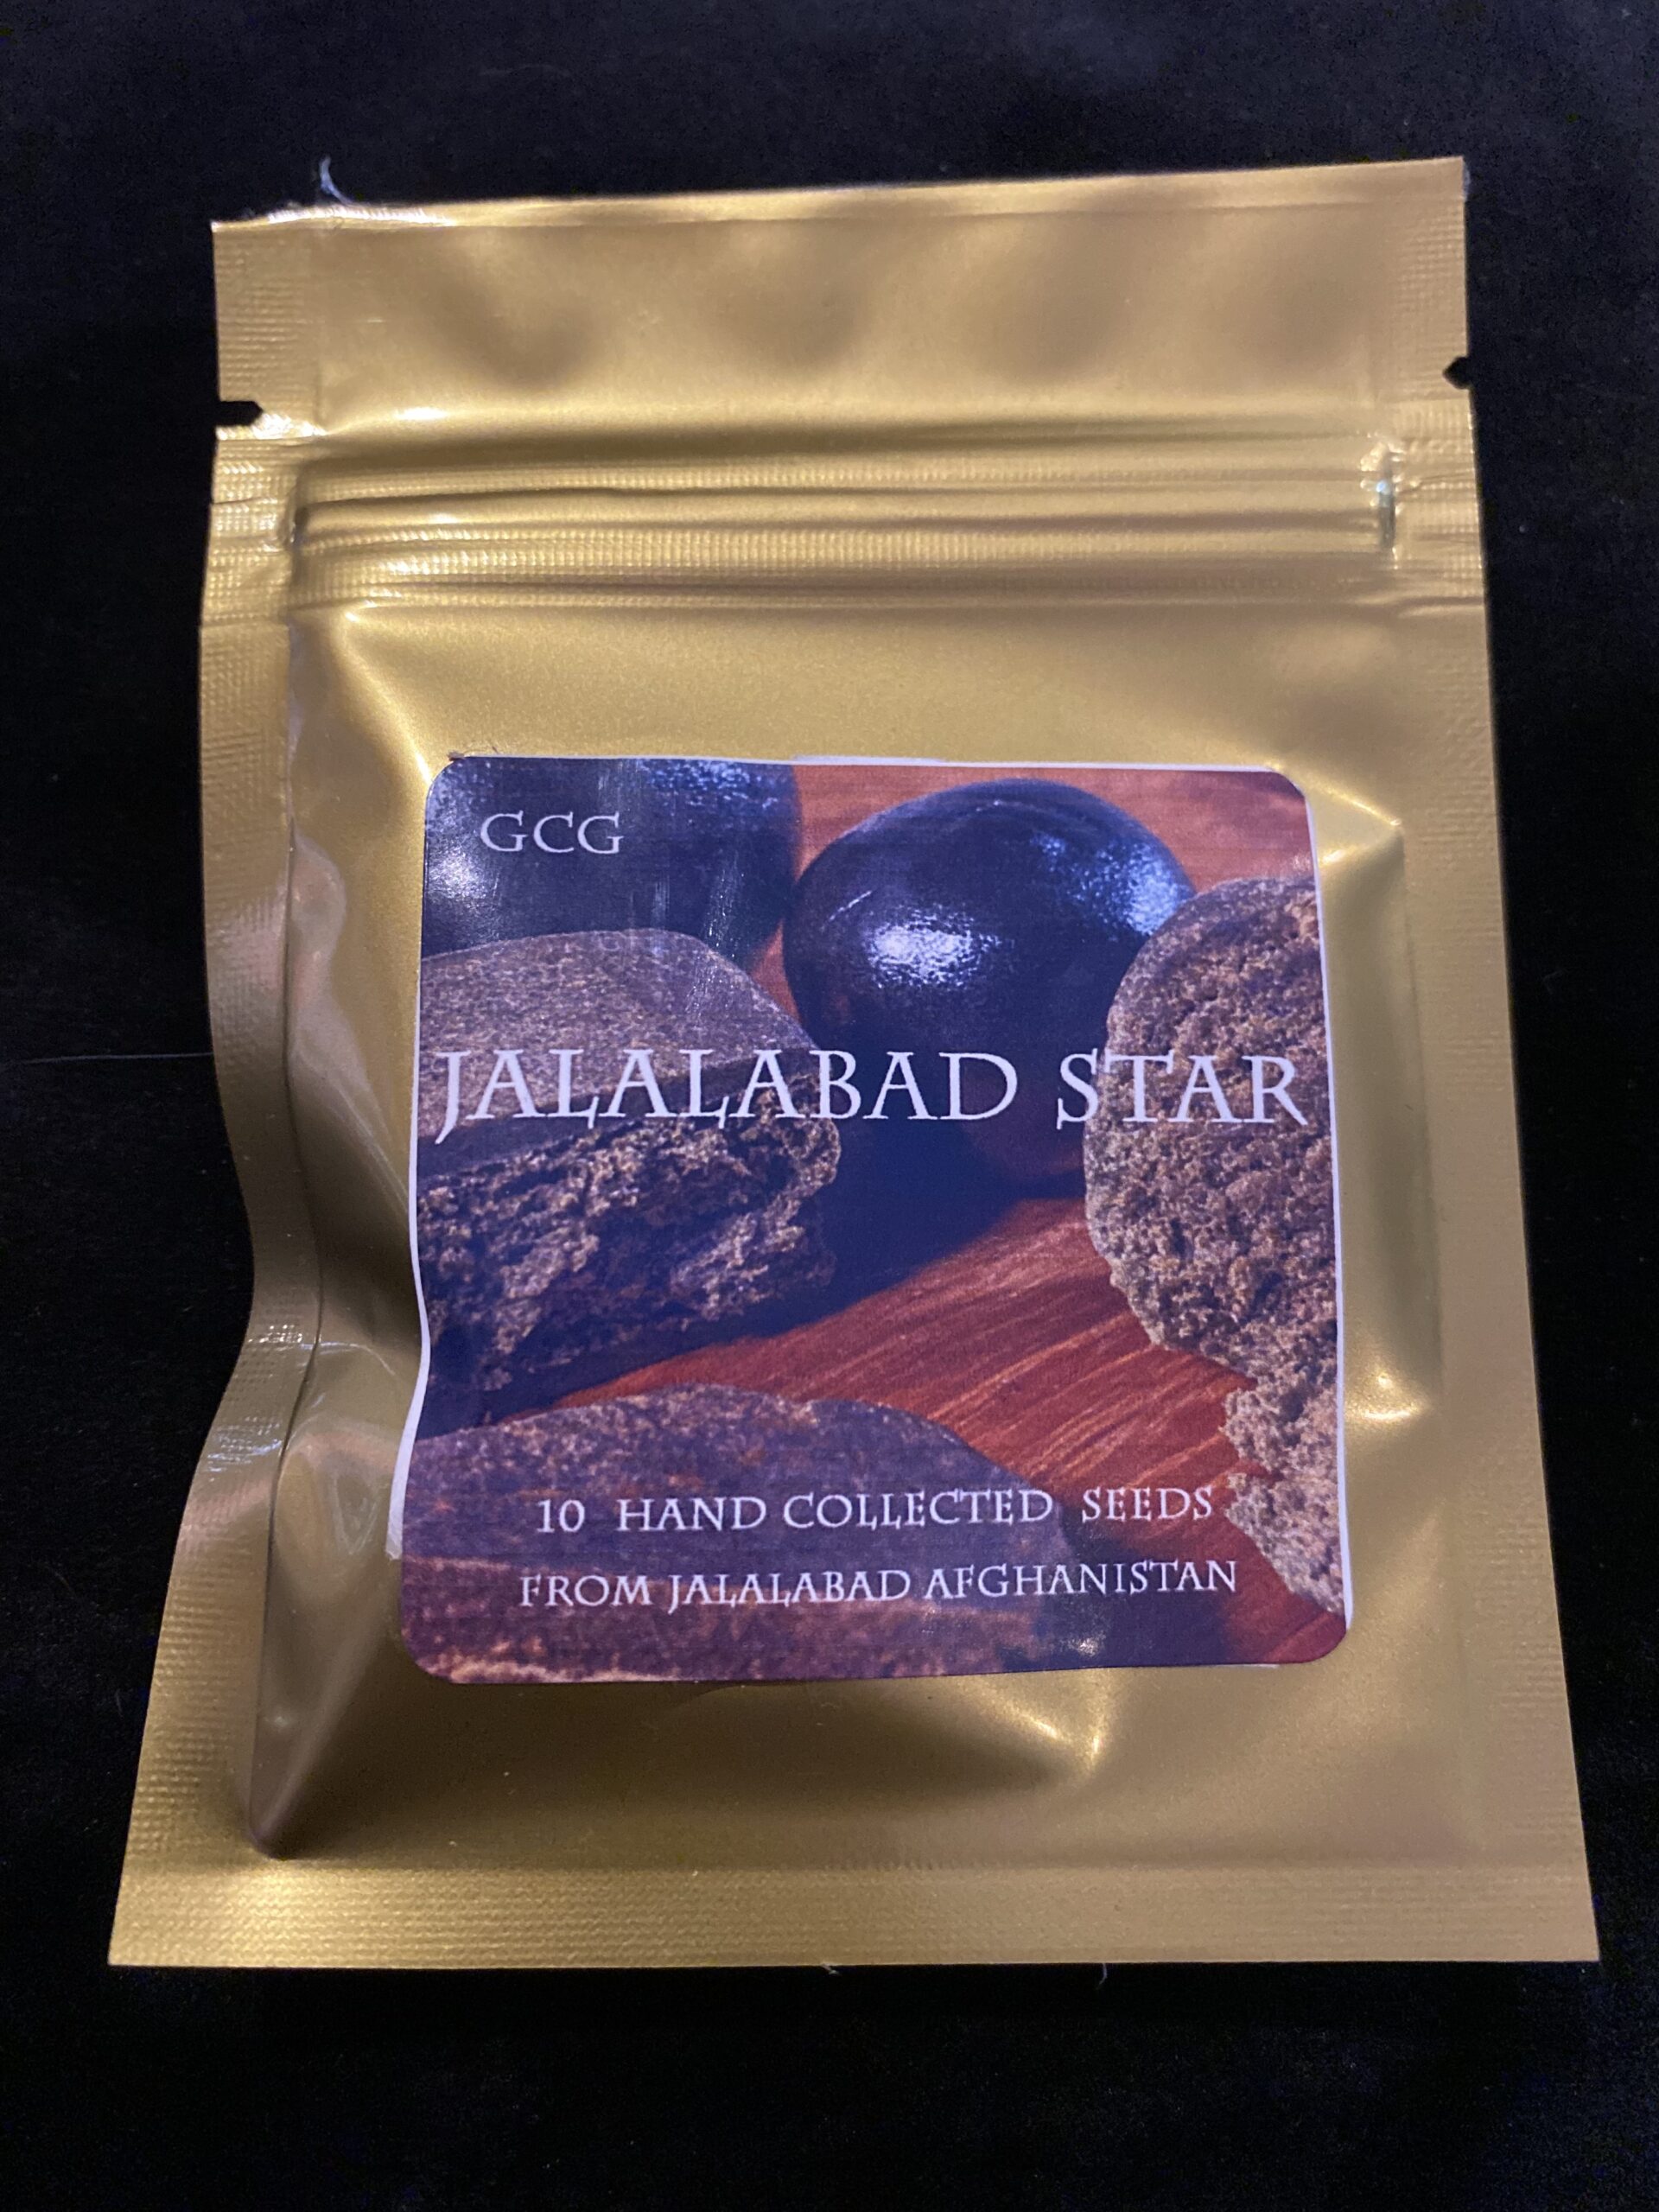 GCG
JALALABAD STAR
10 HAND COLLECTED SEEDS
FROM JALALABAD AFGHANISTAN